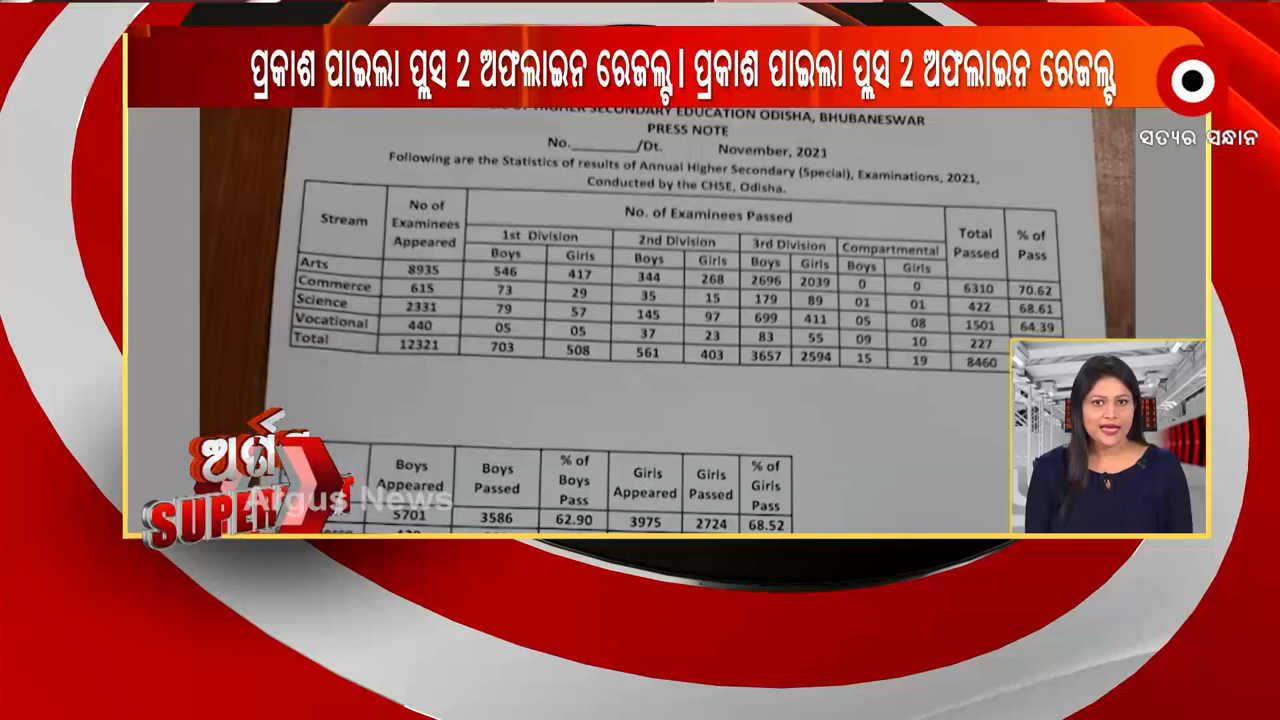 ପ୍ରକାଶ ପାଇଲା ପ୍ଲସ 2 ଅଫଲାଇନ ରେଜଲ୍ଟ। ପ୍ରକାଶ ପାଇଲା ପ୍ଲସ 2 ଅଫଲାଇନ ରେଜଲ୍ଟ
ସତ୍ୟର ସନ୍ଧାନ
OF HIGHER SECONDARY EDUCATION ODISHA, BHUBANESWAR
PRESS NOTE
No._______/Dt. November, 2021
Following are the Statistics of results of Annual Higher Secondary (Special), Examinations, 2021,
Conducted by the CHSE, Odisha.
Stream No of Examinees Appeared No. of Examinees Passed Total Passed % of Pass
1st Division 2nd Division 3rd Division Compartmental
Boys Girls Boys Girls Boys Girls Boys Girls
Arts 8935 546 417 344 268 2696 2039 0 0 6310 70.62
Commerce 615 73 29 35 15 179 89 01 01 422 68.61
Science 2331 79 57 145 97 699 411 05 08 1501 64.39
Vocational 440 05 05 37 23 83 55 09 10 227
Total 12321 703 508 561 403 3657 2594 15 19 8460
Boys Appeared Boys Passed % of Boys Pass Girls Appeared Girls Passed % of Girls Pass
5701 3586 62.90 3975 2724 68.52
ଅର୍ଗସ
SUPER
Argus News